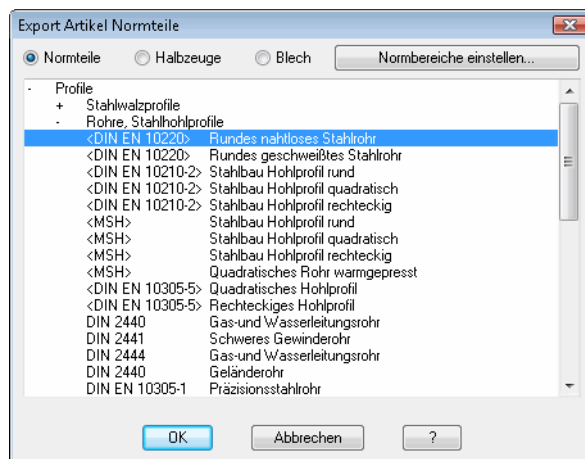 Export Artikel Normteile
Normteile Halbzeuge Blech Normbereiche einstellen...
- Profile
+ Stahlwalzprofile
- Rohre, Stahlhohlprofile
<DIN EN 10220> Rundes nahtloses Stahlrohr
<DIN EN 10220> Rundes geschweißtes Stahlrohr
<DIN EN 10210-2> Stahlbau Hohlprofil rund
<DIN EN 10210-2> Stahlbau Hohlprofil quadratisch
<DIN EN 10210-2> Stahlbau Hohlprofil rechteckig
<MSH> Stahlbau Hohlprofil rund
<MSH> Stahlbau Hohlprofil quadratisch
<MSH> Stahlbau Hohlprofil rechteckig
<MSH> Quadratisches Rohr warmgepresst
<DIN EN 10305-5> Quadratisches Hohlprofil
<DIN EN 10305-5> Rechteckiges Hohlprofil
DIN 2440 Gas-und Wasserleitungsrohr
DIN 2441 Schweres Gewinderohr
DIN 2444 Gas-und Wasserleitungsrohr
DIN 2440 Geländerohr
DIN EN 10305-1 Präzisionsstahlrohr
OK Abbrechen ?